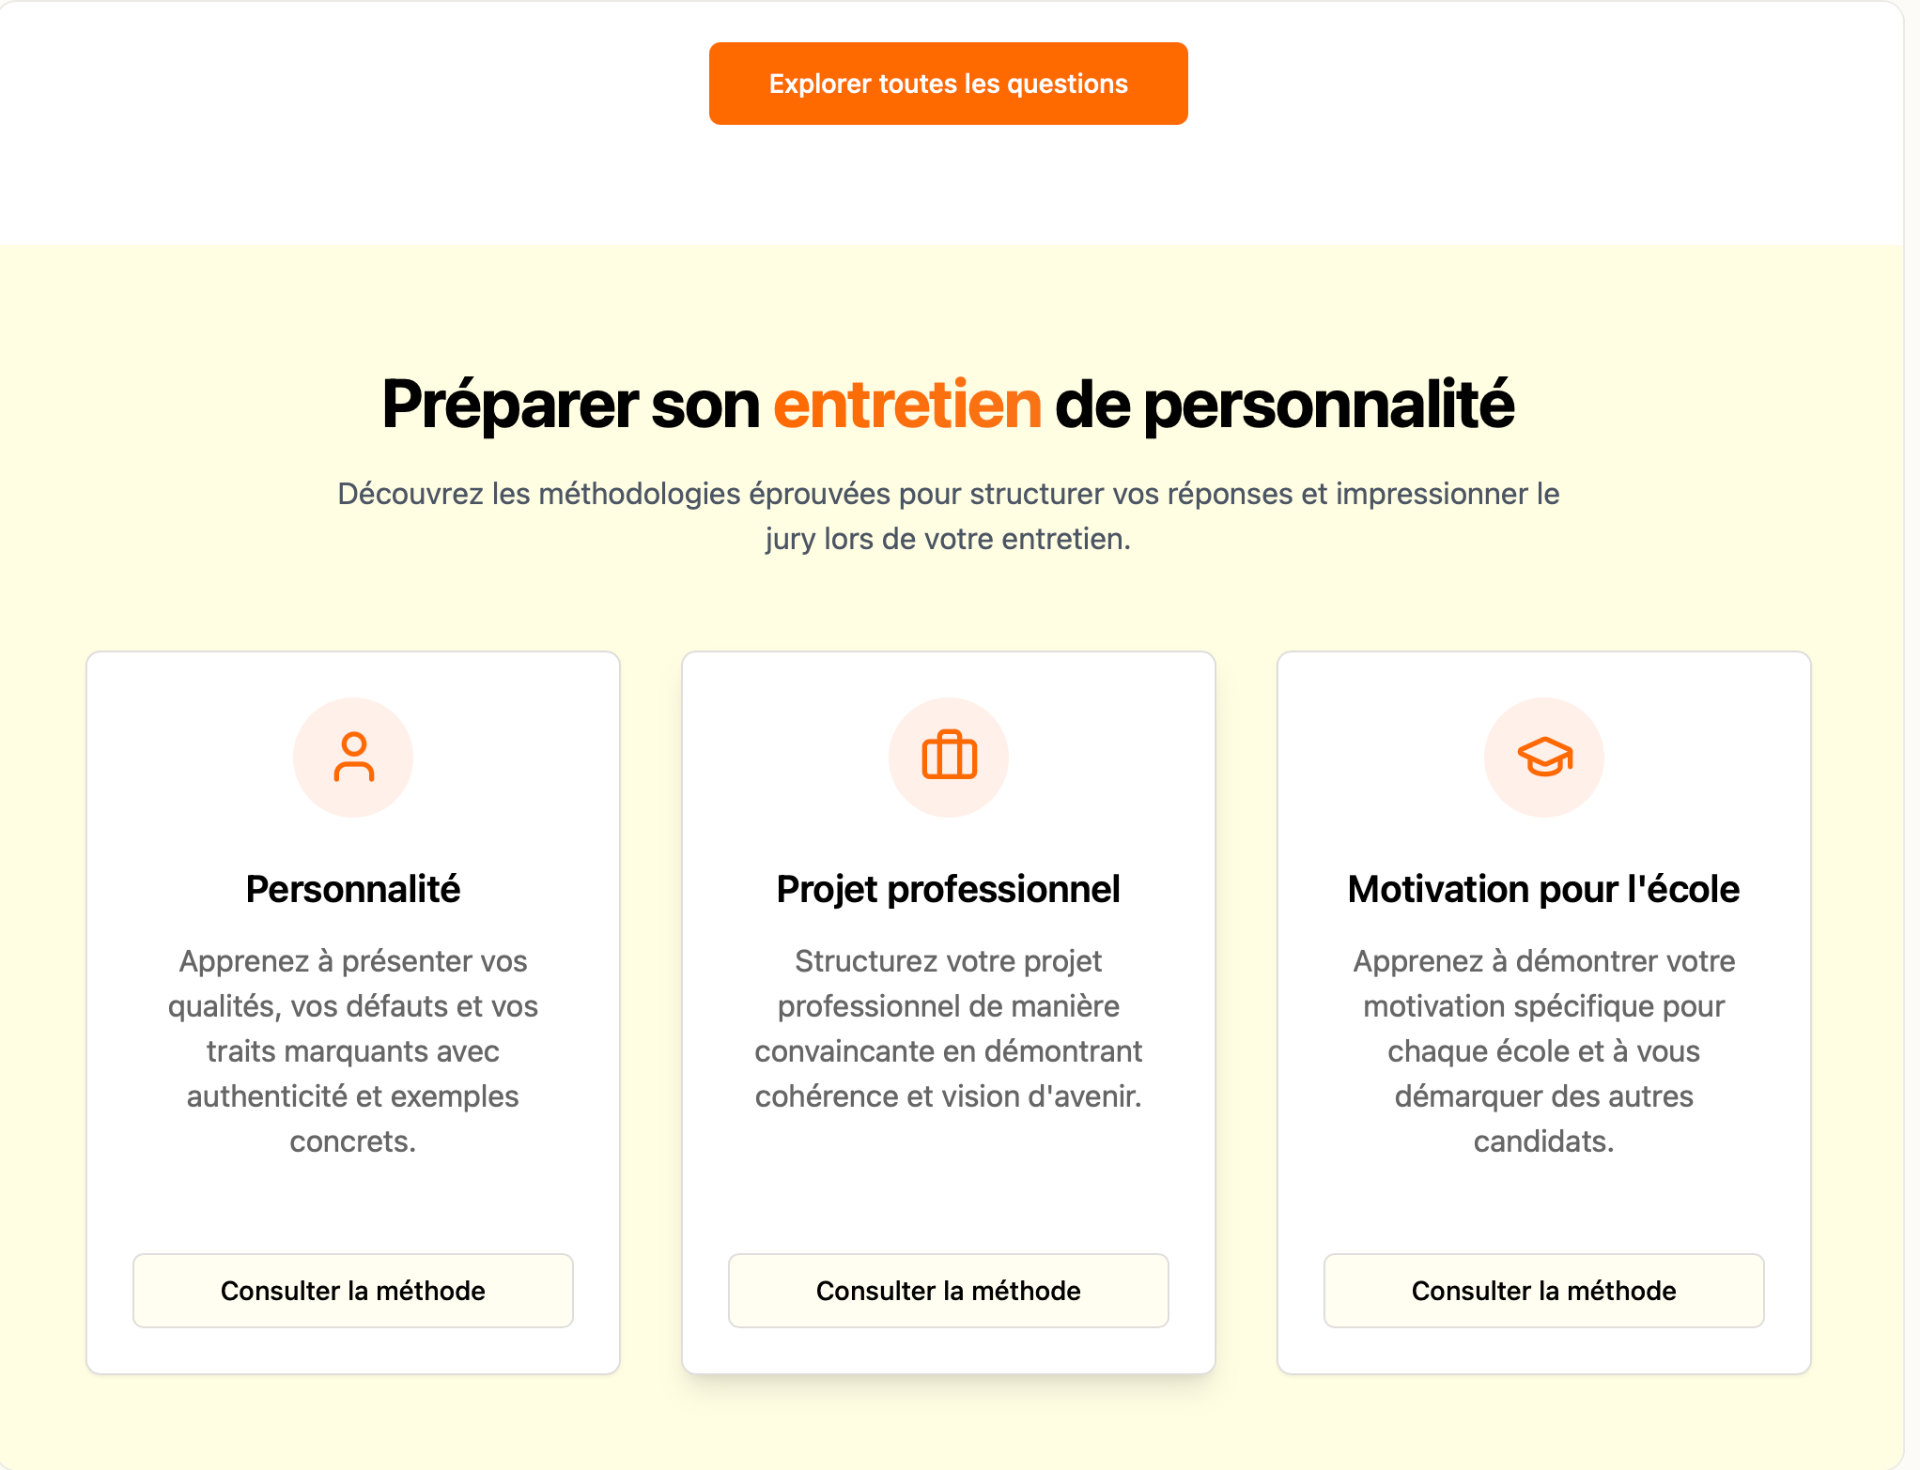 Explorer toutes les questions
Préparer son entretien de personnalité
Découvrez les méthodologies éprouvées pour structurer vos réponses et impressionner le
jury lors de votre entretien.
Personnalité
Apprenez à présenter vos
qualités, vos défauts et vos
traits marquants avec
authenticité et exemples
concrets.
Consulter la méthode
Projet professionnel
Structurez votre projet
professionnel de manière
convaincante en démontrant
cohérence et vision d'avenir.
Consulter la méthode
Motivation pour l'école
Apprenez à démontrer votre
motivation spécifique pour
chaque école et à vous
démarquer des autres
candidats.
Consulter la méthode